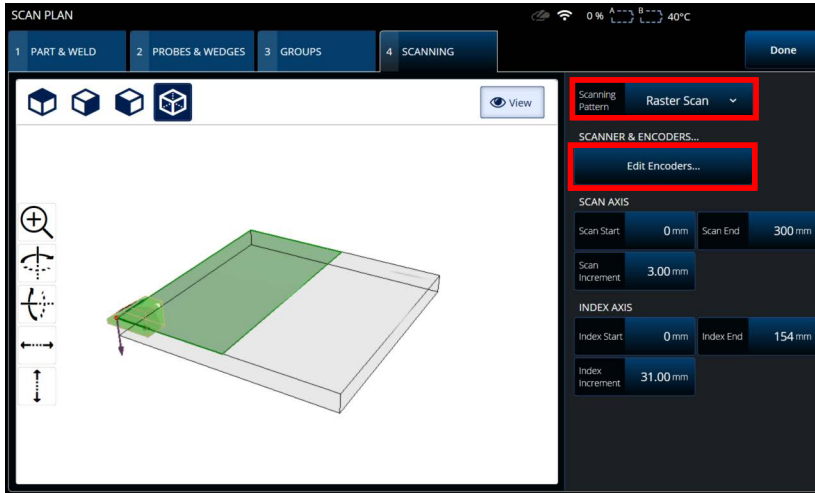 SCAN PLAN
0 % A B 40°C
1 PART & WELD 2 PROBES & WEDGES 3 GROUPS 4 SCANNING Done
View
Scanning Pattern Raster Scan
SCANNER & ENCODERS...
Edit Encoders...
SCAN AXIS
Scan Start 0 mm Scan End 300 mm
Scan Increment 3.00 mm
INDEX AXIS
Index Start 0 mm Index End 154 mm
Index Increment 31.00 mm